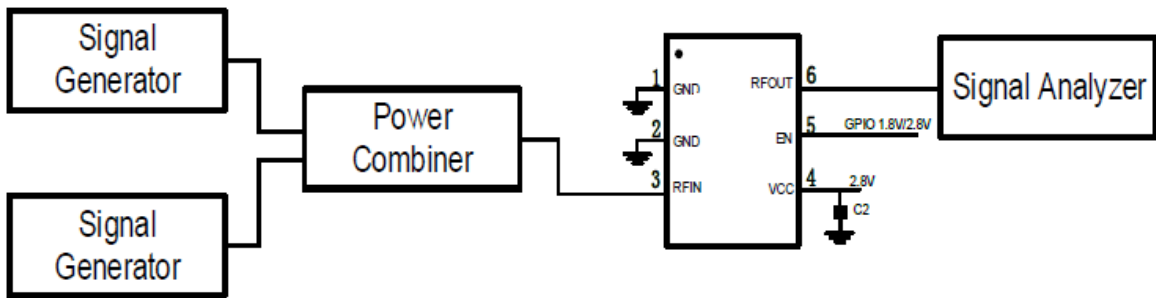 Signal
Generator
Signal
Generator
Power
Combiner
1
GND
2
GND
3
RFIN
RFOUT
6
EN
5
GPIO 1.8V/2.8V
VCC
4
2.8V
C2
Signal Analyzer